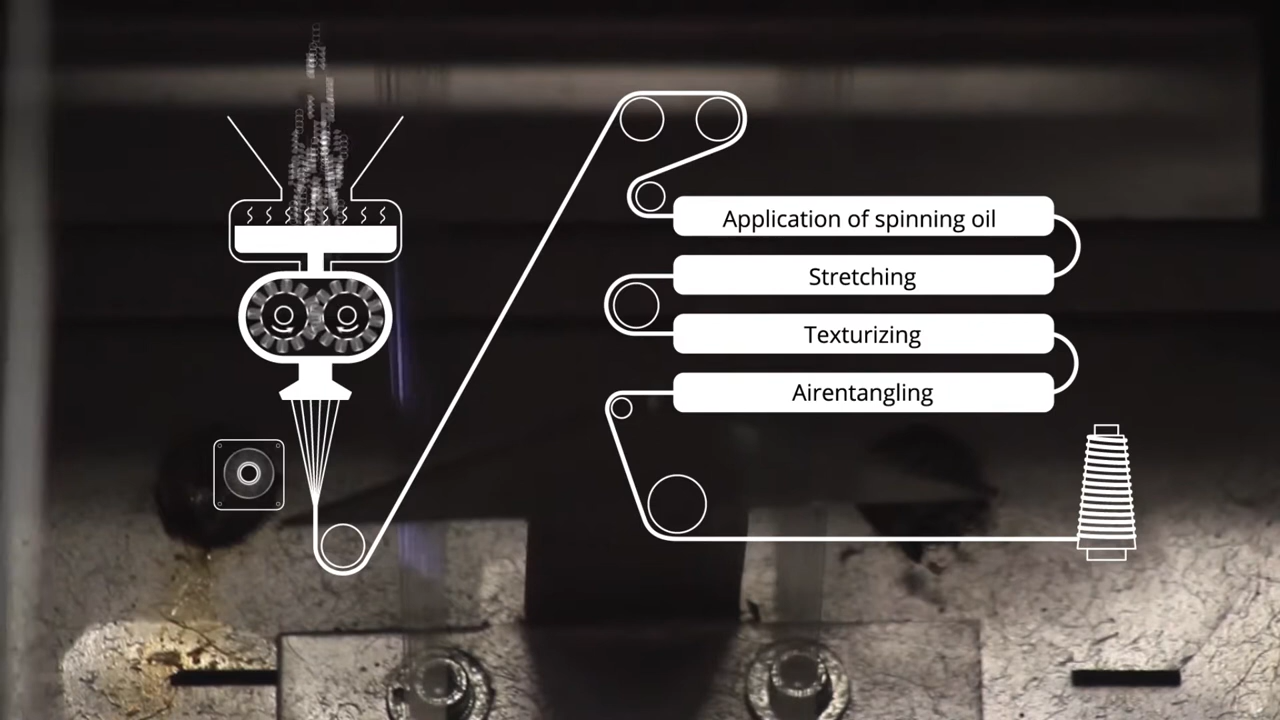 Application of spinning oil
Stretching
Texturizing
Airentangling